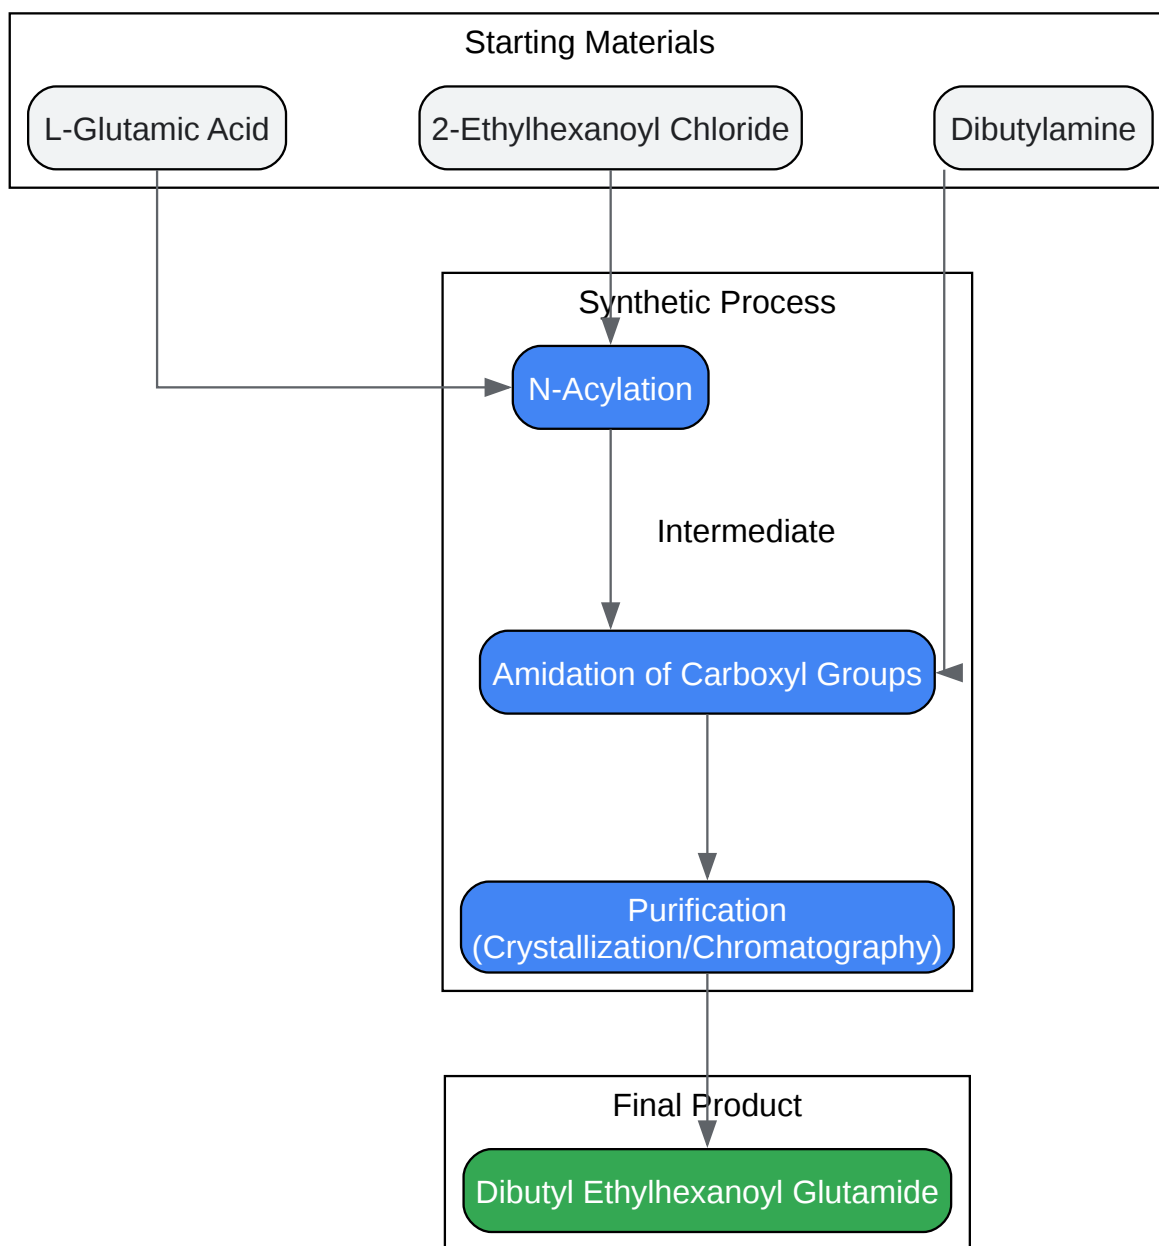 Starting Materials
L-Glutamic Acid
2-Ethylhexanoyl Chloride
Dibutylamine
Synthetic Process
N-Acylation
Intermediate
Amidation of Carboxyl Groups
Purification
(Crystallization/Chromatography)
Final Product
Dibutyl Ethylhexanoyl Glutamide